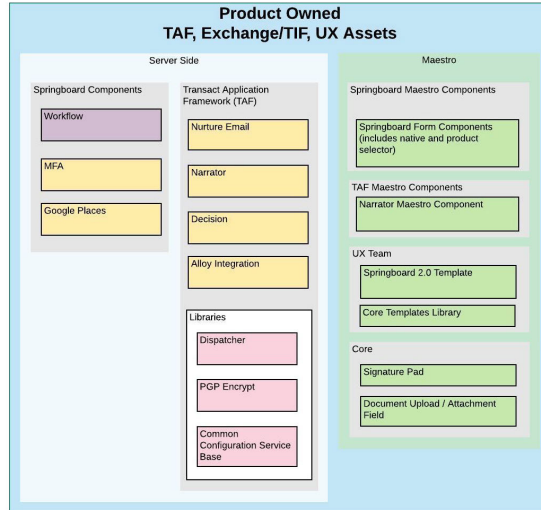 Product Owned
TAF, Exchange/TIF, UX Assets
Server Side
Springboard Components
Workflow
MFA
Google Places
Transact Application
Framework (TAF)
Nurture Email
Narrator
Decision
Alloy Integration
Libraries
Dispatcher
PGP Encrypt
Common
Configuration Service
Base
Maestro
Springboard Maestro Components
Springboard Form Components
(includes native and product
selector)
TAF Maestro Components
Narrator Maestro Component
UX Team
Springboard 2.0 Template
Core Templates Library
Core
Signature Pad
Document Upload / Attachment
Field